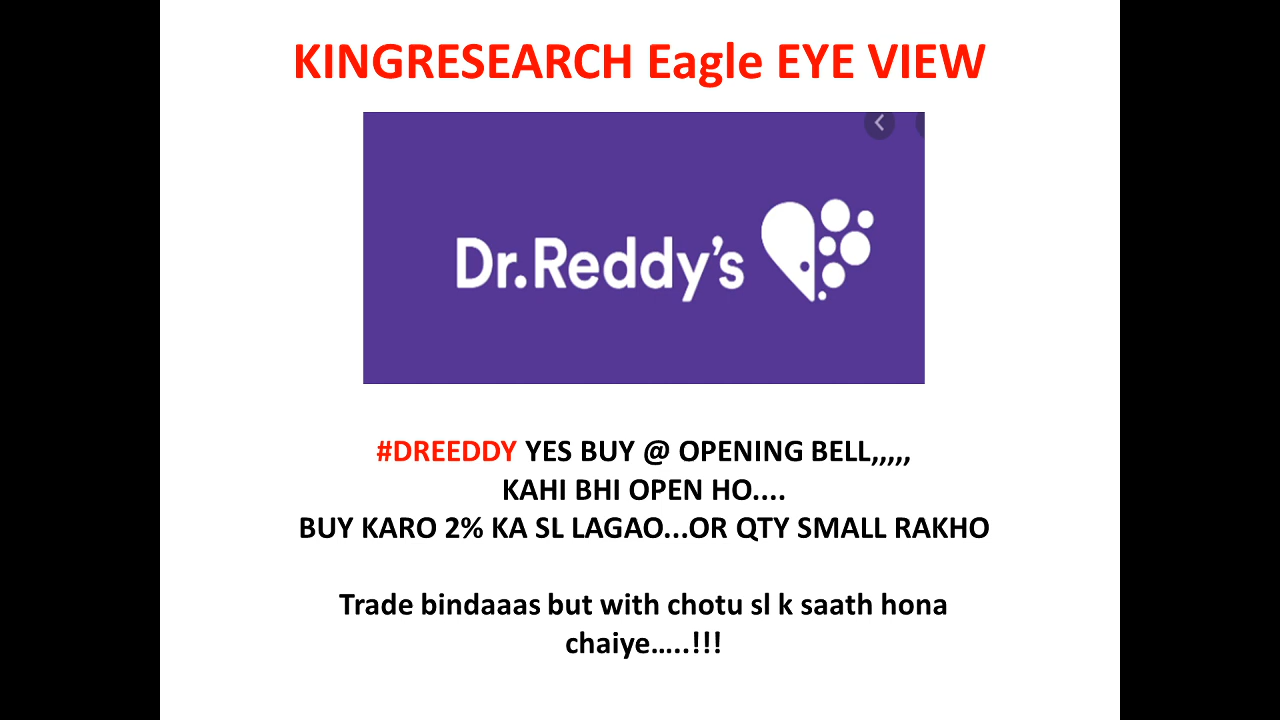 KINGRESEARCH Eagle EYE VIEW
Dr.Reddy's
#DREEDDY YES BUY @ OPENING BELL,,,,,
KAHI BHI OPEN HO....
BUY KARO 2% KA SL LAGAO...OR QTY SMALL RAKHO
Trade bindaaas but with chotu sl k saath hona
chaiye…..!!!